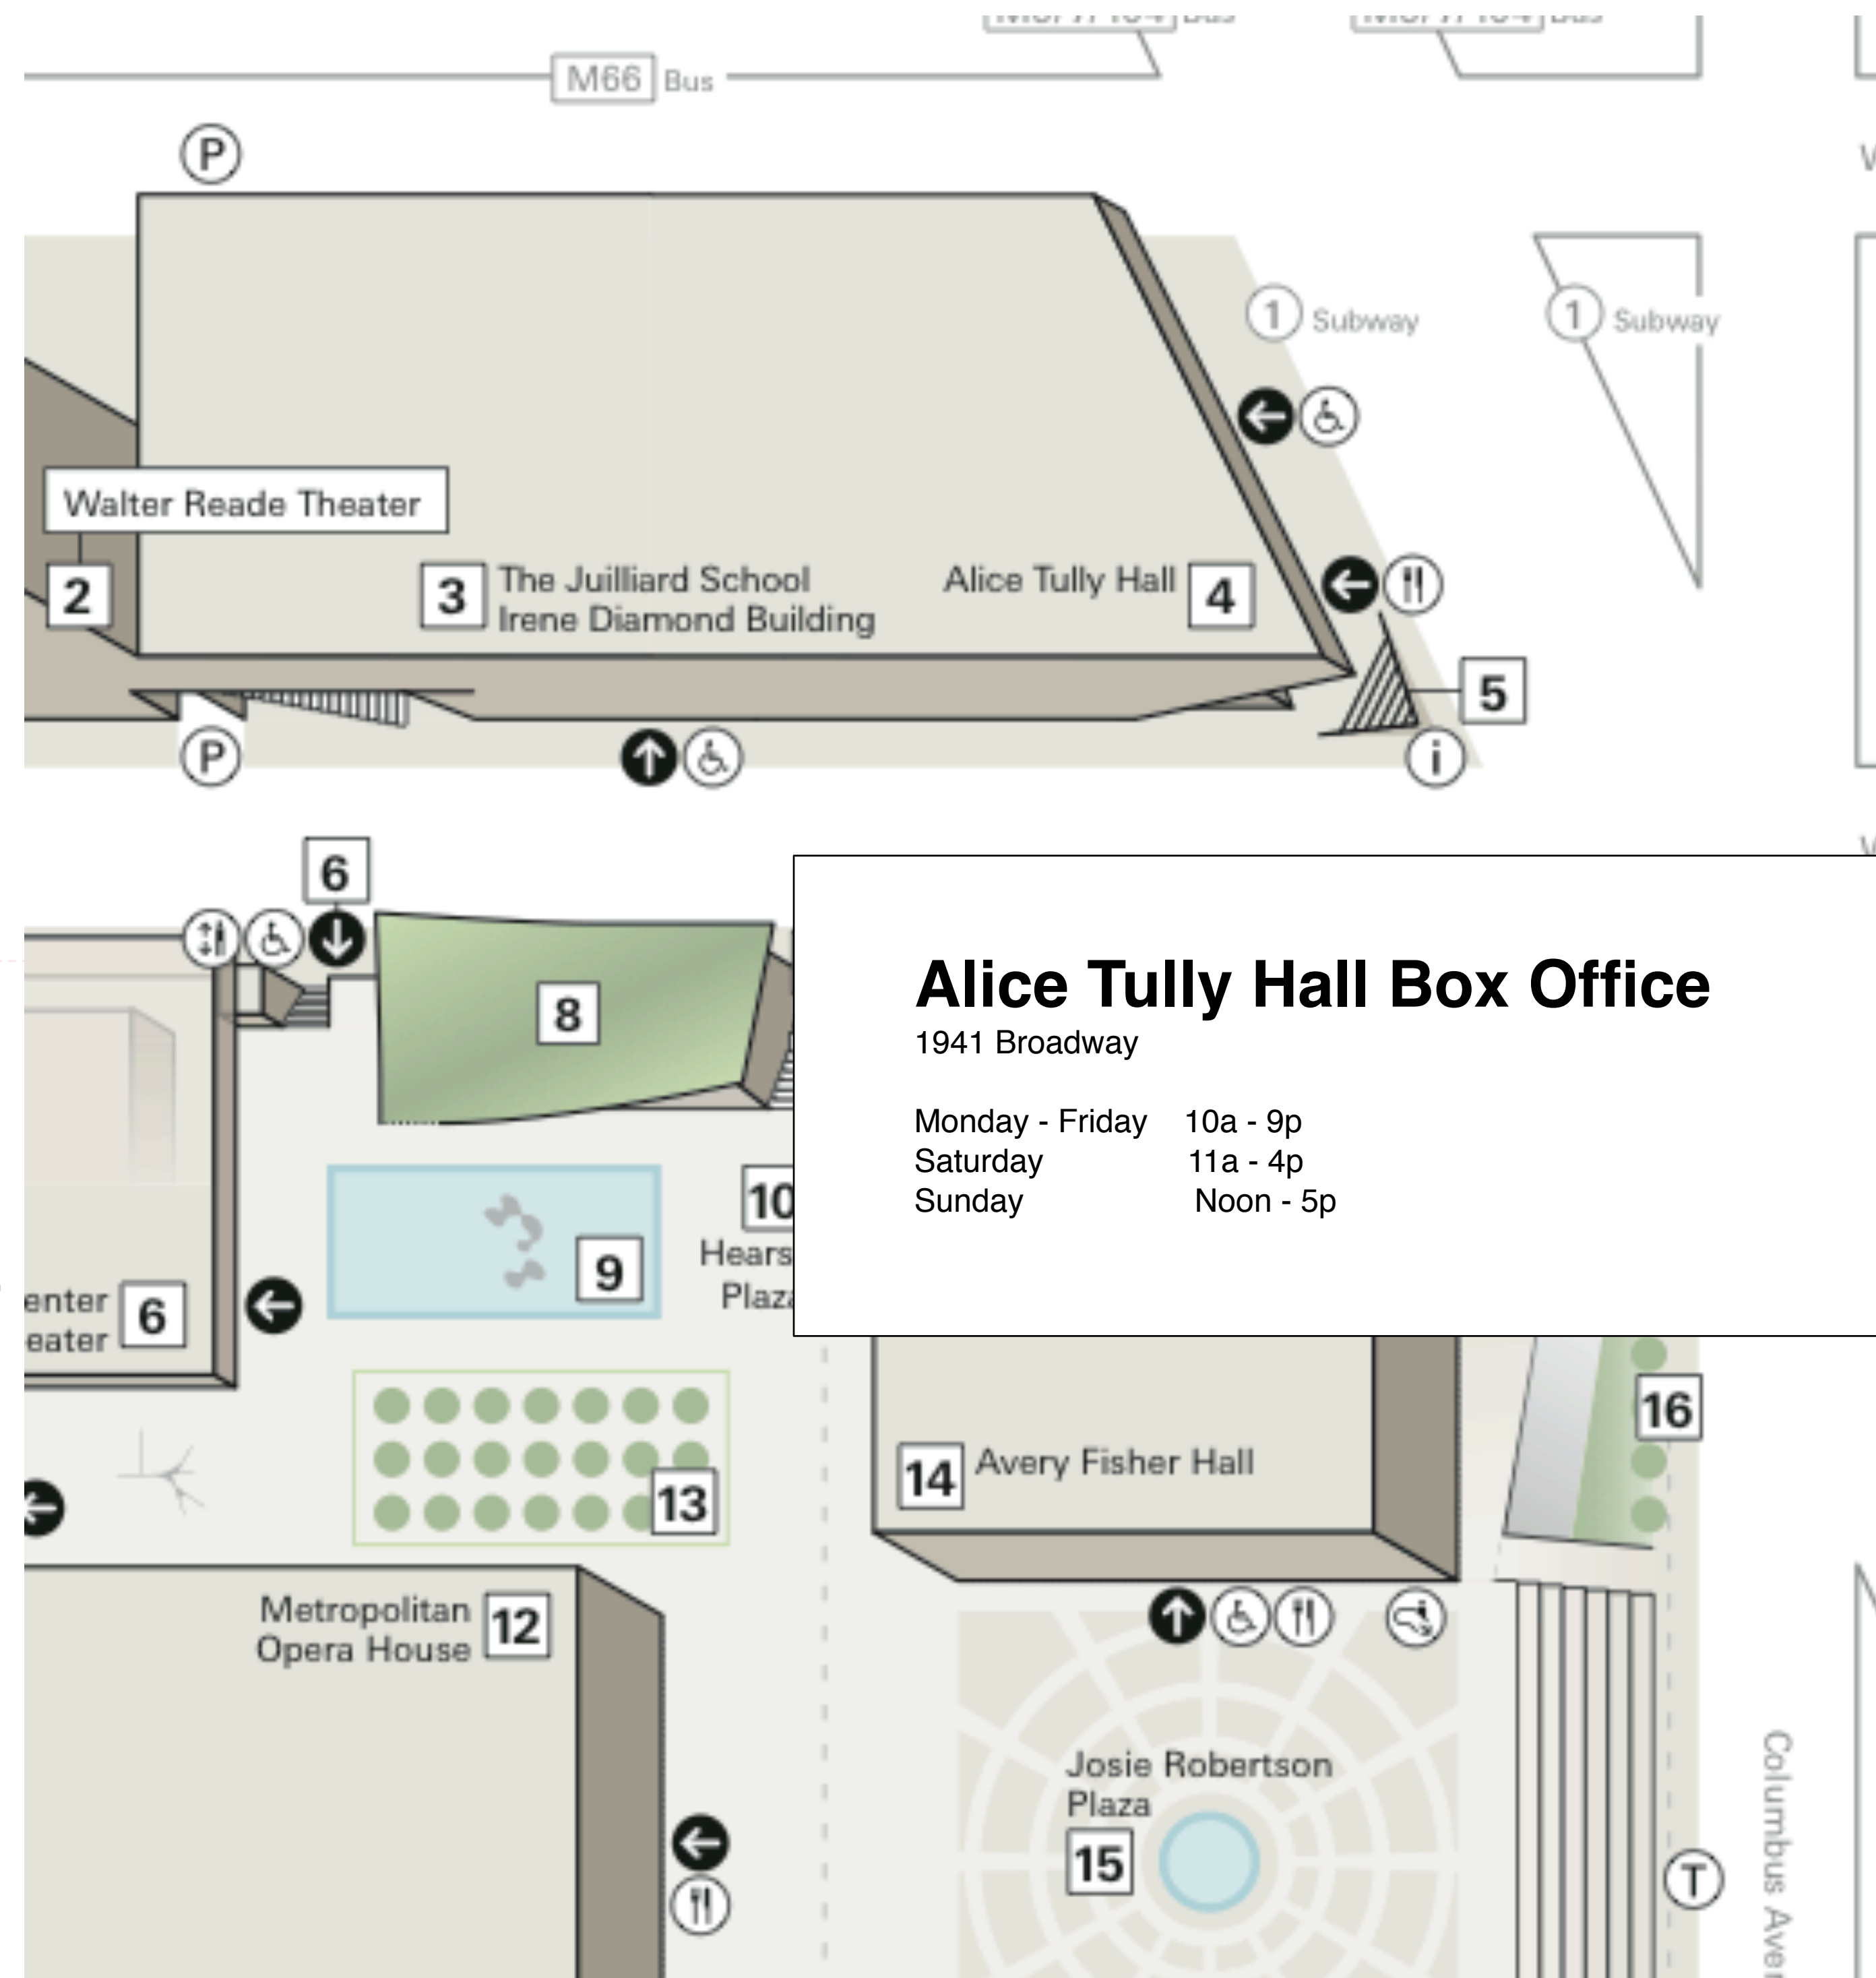 M66 Bus
P
1 Subway
1 Subway
Walter Reade Theater
2
3 The Juilliard School
Irene Diamond Building
Alice Tully Hall 4
5
P
i
6
8
Alice Tully Hall Box Office
1941 Broadway
Monday - Friday 10a - 9p
Saturday 11a - 4p
Sunday Noon - 5p
10
9
6
13
16
14 Avery Fisher Hall
Metropolitan
Opera House
12
Josie Robertson
Plaza
15
T
Columbus